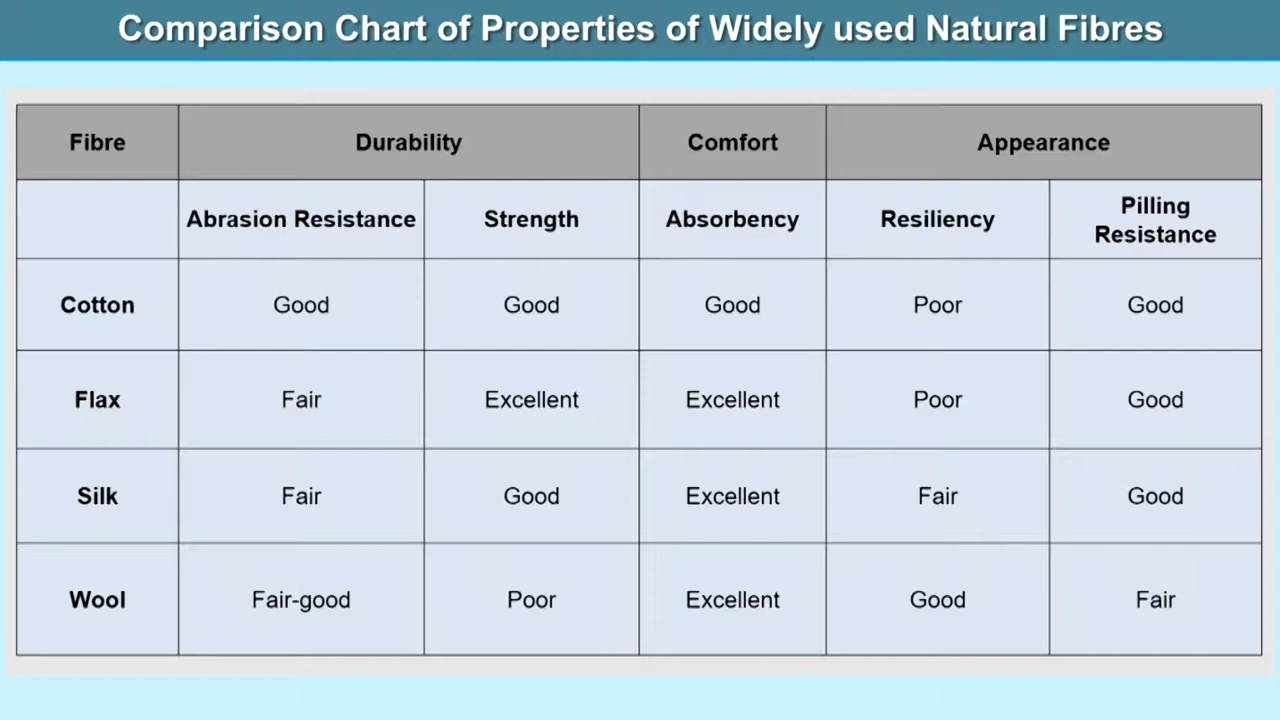 Comparison Chart of Properties of Widely used Natural Fibres
Fibre Durability Comfort Appearance
Abrasion Resistance Strength Absorbency Resiliency Pilling Resistance
Cotton Good Good Good Poor Good
Flax Fair Excellent Excellent Poor Good
Silk Fair Good Excellent Fair Good
Wool Fair-good Poor Excellent Good Fair